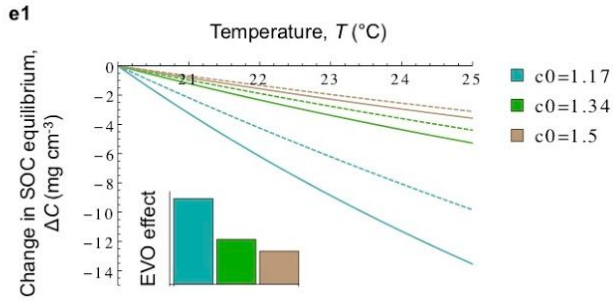 e1
Temperature, T (°C)
0 21 22 23 24 25
−2
−4
−6
−8
−10
−12
−14
Change in SOC equilibrium,
ΔC (mg cm⁻³)
EVO effect
c0=1.17
c0=1.34
c0=1.5